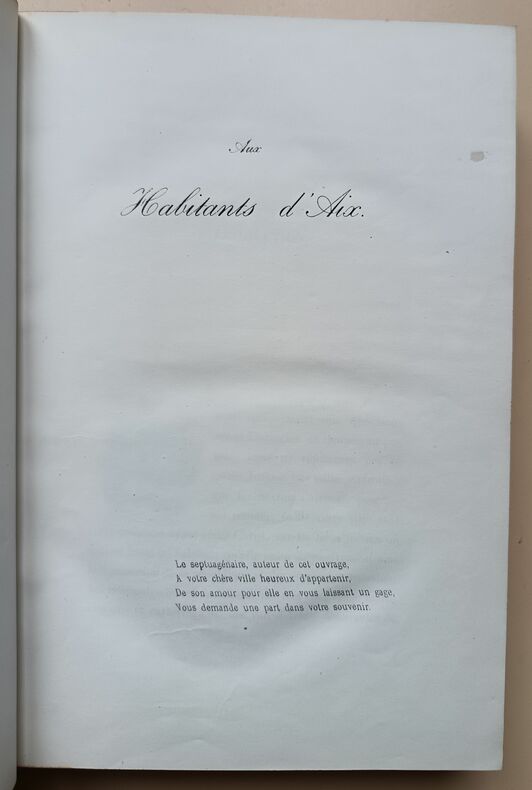 Aux
Habitants d'Aix.
Le septuagénaire, auteur de cet ouvrage,
A votre chère ville heureux d'appartenir,
De son amour pour elle en vous laissant un gage,
Vous demande une part dans votre souvenir.